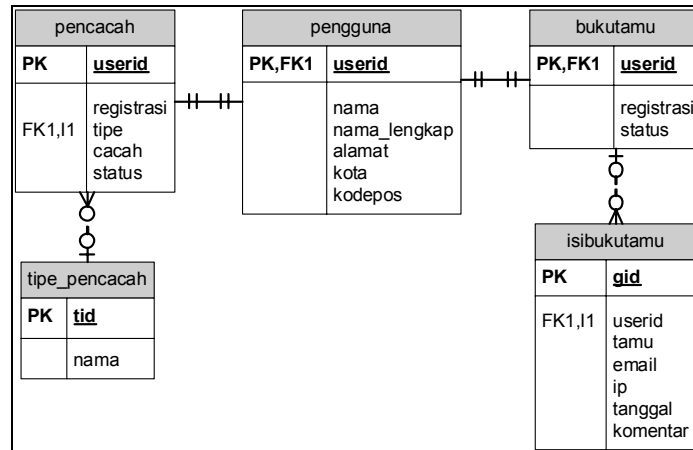 pencacah
PK userid
registrasi
FK1,I1 tipe
cacah
status
pengguna
PK,FK1 userid
nama
nama_lengkap
alamat
kota
kodepos
bukutamu
PK,FK1 userid
registrasi
status
tipe_pencacah
PK tid
nama
isibukutamu
PK gid
FK1,I1 userid
tamu
email
ip
tanggal
komentar